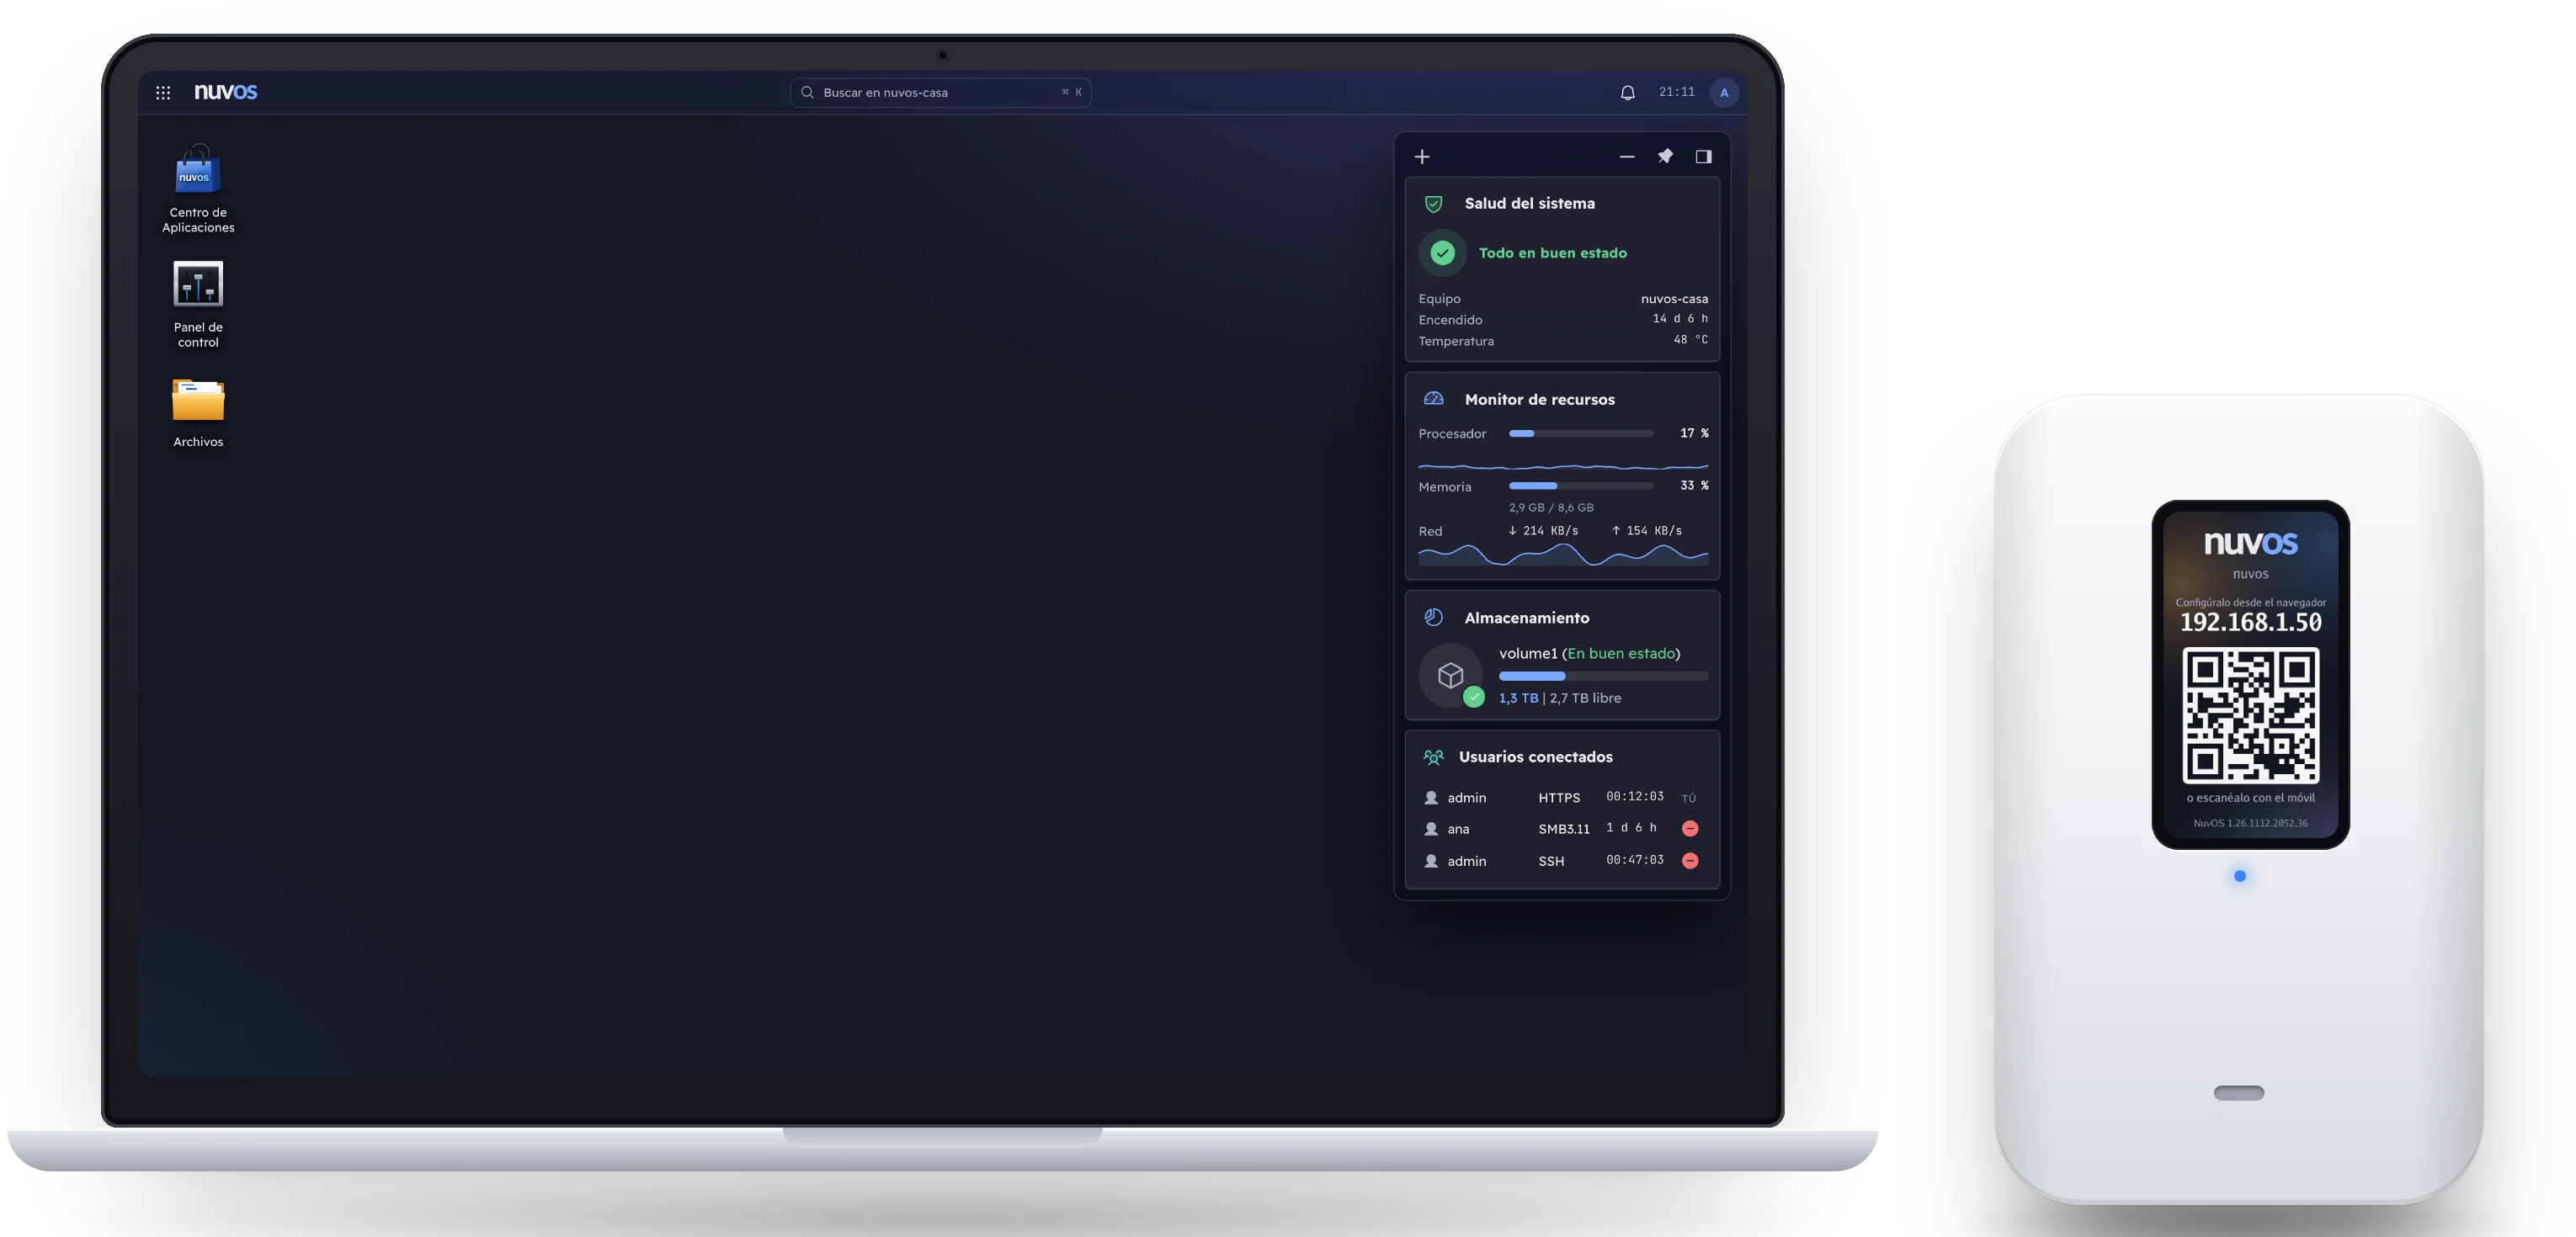 nuvos
Buscar en nuvos-casa
⌘ K
21:11
A
nuvos
Centro de
Aplicaciones
Panel de
control
Archivos
Salud del sistema
Todo en buen estado
Equipo nuvos-casa
Encendido 14 d 6 h
Temperatura 48 °C
Monitor de recursos
Procesador 17 %
Memoria 33 %
2,9 GB / 8,6 GB
Red ↓ 214 KB/s ↑ 154 KB/s
Almacenamiento
volume1 (En buen estado)
1,3 TB | 2,7 TB libre
Usuarios conectados
admin HTTPS 00:12:03 TÚ
ana SMB3.11 1 d 6 h
admin SSH 00:47:03
nuvos
nuvos
Configúralo desde el navegador
192.168.1.50
o escanéalo con el móvil
NuvOS 1.26.1112.2052.36